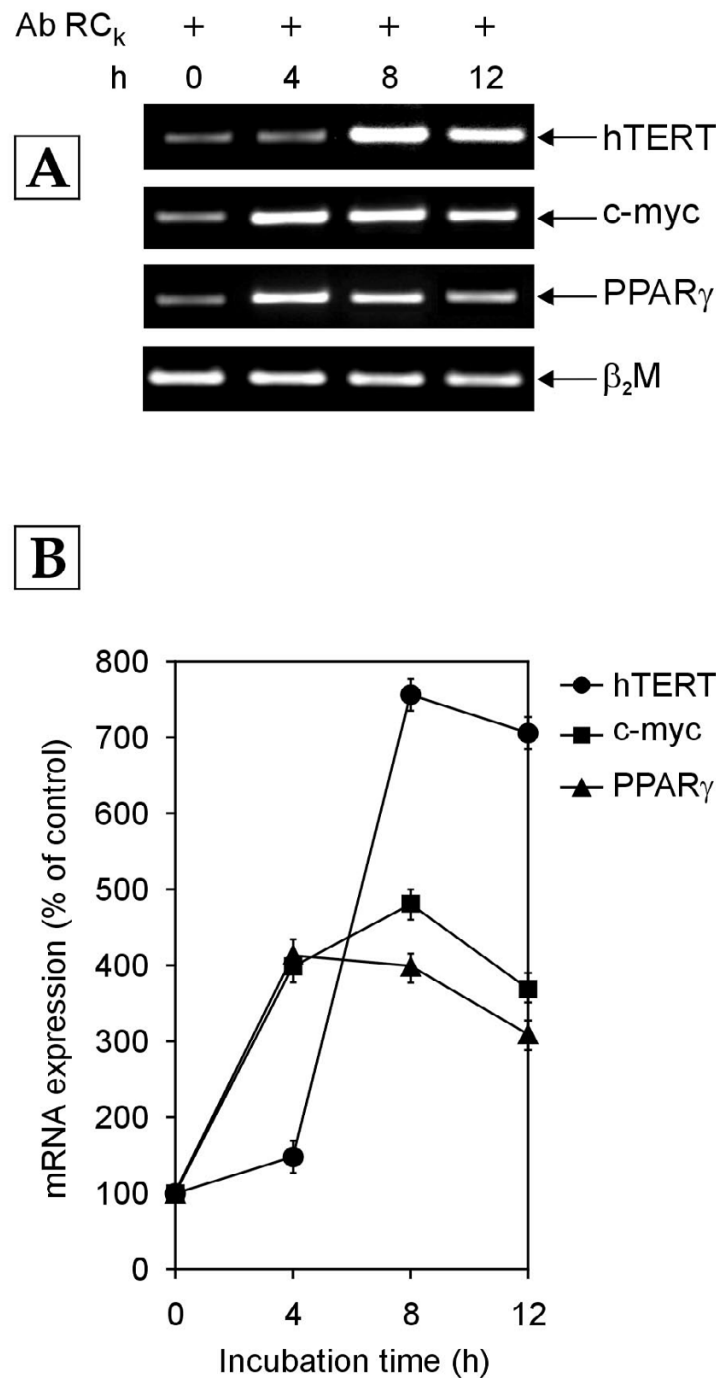 Ab RCk + + + +
h 0 4 8 12
A
hTERT
c-myc
PPARγ
β₂M
B
800
700
600
500
400
300
200
100
0
mRNA expression (% of control)
0 4 8 12
Incubation time (h)
hTERT
c-myc
PPARγ